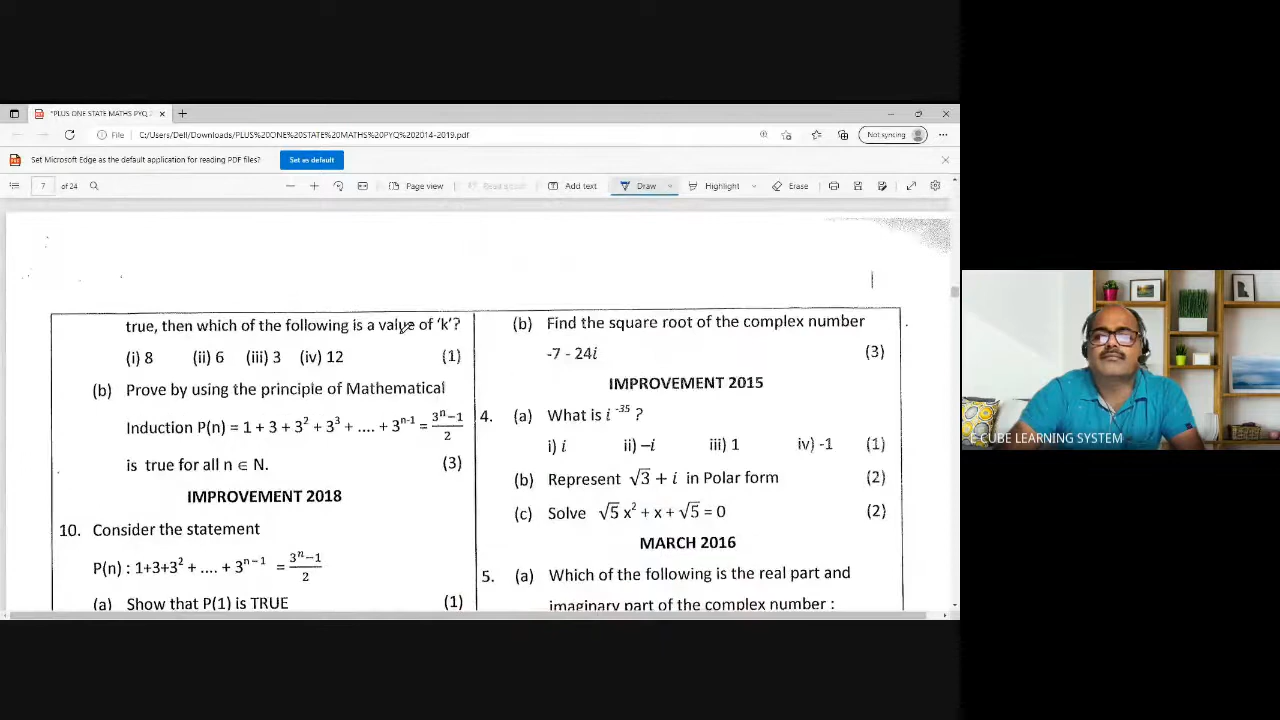 *PLUS ONE STATE MATHS PYQ 2
File C:/Users/Dell/Downloads/PLUS%20ONE%20STATE%20MATHS%20PYQ%202014-2019.pdf
Not syncing
Set Microsoft Edge as the default application for reading PDF files? Set as default
7 of 24 Page view Read aloud Add text Draw Highlight Erase
true, then which of the following is a value of ‘k’?
(i) 8 (ii) 6 (iii) 3 (iv) 12 (1)
(b) Prove by using the principle of Mathematical
Induction P(n) = 1 + 3 + 3² + 3³ + .... + 3ⁿ⁻¹ = (3ⁿ−1)/2
is true for all n ∈ N. (3)
IMPROVEMENT 2018
10. Consider the statement
P(n) : 1+3+3² + .... + 3ⁿ⁻¹ = (3ⁿ−1)/2
(a) Show that P(1) is TRUE (1)
(b) Find the square root of the complex number
-7 - 24i (3)
IMPROVEMENT 2015
4. (a) What is i⁻³⁵ ?
i) i ii) –i iii) 1 iv) -1 (1)
(b) Represent √3 + i in Polar form (2)
(c) Solve √5 x² + x + √5 = 0 (2)
MARCH 2016
5. (a) Which of the following is the real part and
imaginary part of the complex number :
E CUBE LEARNING SYSTEM